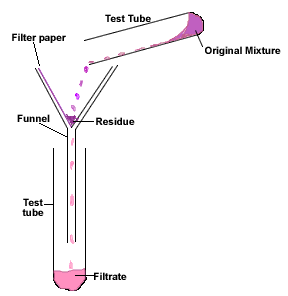 Test Tube
Filter paper
Original Mixture
Funnel
Residue
Test
tube
Filtrate